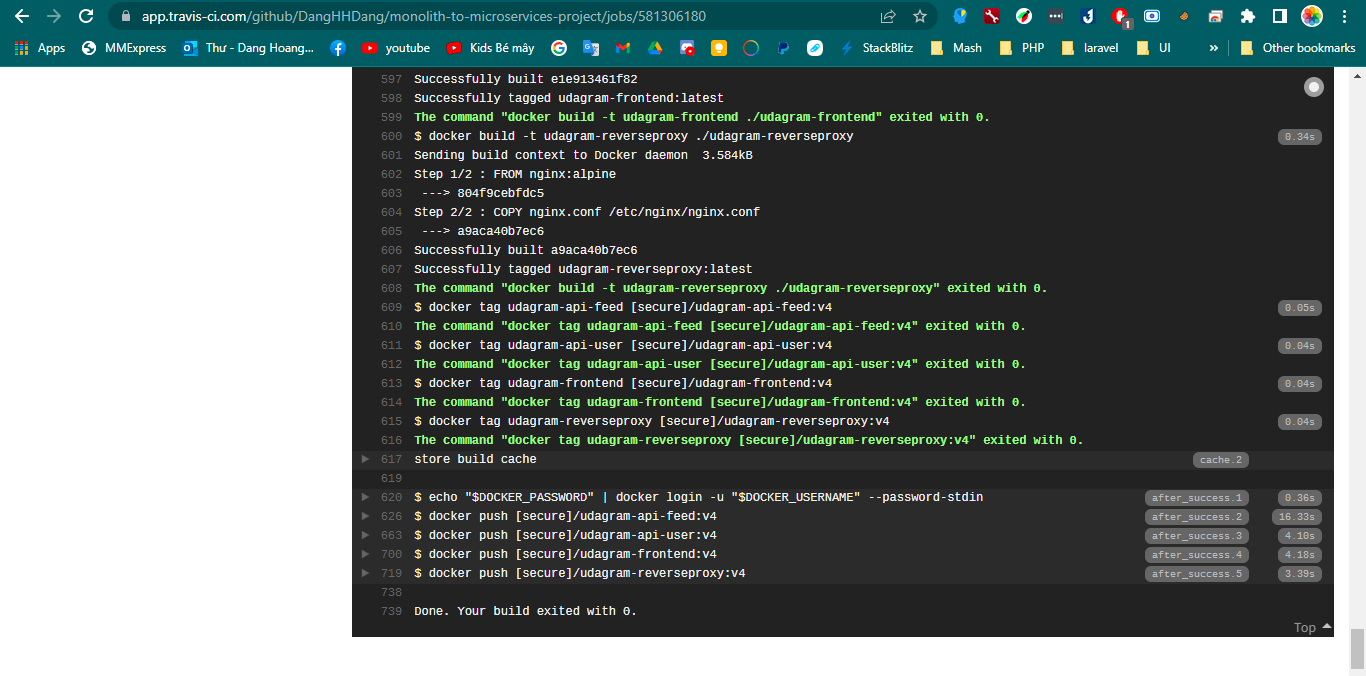 app.travis-ci.com/github/DangHHDang/monolith-to-microservices-project/jobs/581306180
1
Apps MMExpress Thư - Dang Hoang... youtube Kids Bé mây StackBlitz Mash PHP laravel UI » Other bookmarks
597 Successfully built e1e913461f82
598 Successfully tagged udagram-frontend:latest
599 The command "docker build -t udagram-frontend ./udagram-frontend" exited with 0.
600 $ docker build -t udagram-reverseproxy ./udagram-reverseproxy 0.34s
601 Sending build context to Docker daemon  3.584kB
602 Step 1/2 : FROM nginx:alpine
603 ---> 804f9cebfdc5
604 Step 2/2 : COPY nginx.conf /etc/nginx/nginx.conf
605 ---> a9aca40b7ec6
606 Successfully built a9aca40b7ec6
607 Successfully tagged udagram-reverseproxy:latest
608 The command "docker build -t udagram-reverseproxy ./udagram-reverseproxy" exited with 0.
609 $ docker tag udagram-api-feed [secure]/udagram-api-feed:v4 0.05s
610 The command "docker tag udagram-api-feed [secure]/udagram-api-feed:v4" exited with 0.
611 $ docker tag udagram-api-user [secure]/udagram-api-user:v4 0.04s
612 The command "docker tag udagram-api-user [secure]/udagram-api-user:v4" exited with 0.
613 $ docker tag udagram-frontend [secure]/udagram-frontend:v4 0.04s
614 The command "docker tag udagram-frontend [secure]/udagram-frontend:v4" exited with 0.
615 $ docker tag udagram-reverseproxy [secure]/udagram-reverseproxy:v4 0.04s
616 The command "docker tag udagram-reverseproxy [secure]/udagram-reverseproxy:v4" exited with 0.
617 store build cache cache.2
619
620 $ echo "$DOCKER_PASSWORD" | docker login -u "$DOCKER_USERNAME" --password-stdin after_success.1 0.36s
626 $ docker push [secure]/udagram-api-feed:v4 after_success.2 16.33s
663 $ docker push [secure]/udagram-api-user:v4 after_success.3 4.10s
700 $ docker push [secure]/udagram-frontend:v4 after_success.4 4.18s
719 $ docker push [secure]/udagram-reverseproxy:v4 after_success.5 3.39s
738
739 Done. Your build exited with 0.
Top